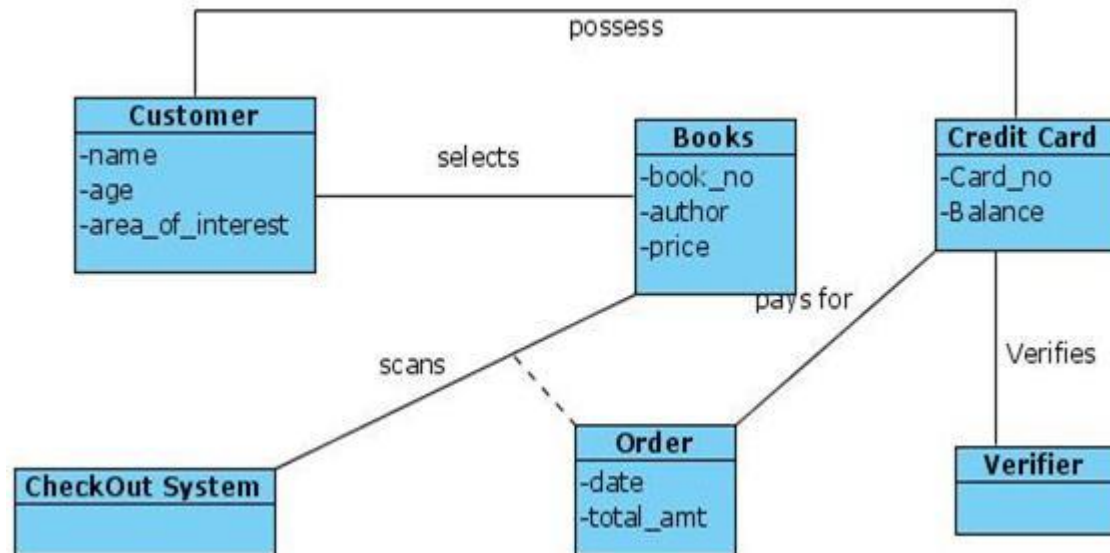 possess
Customer
-name
-age
-area_of_interest
selects
Books
-book_no
-author
-price
Credit Card
-Card_no
-Balance
pays for
scans
Verifies
CheckOut System
Order
-date
-total_amt
Verifier